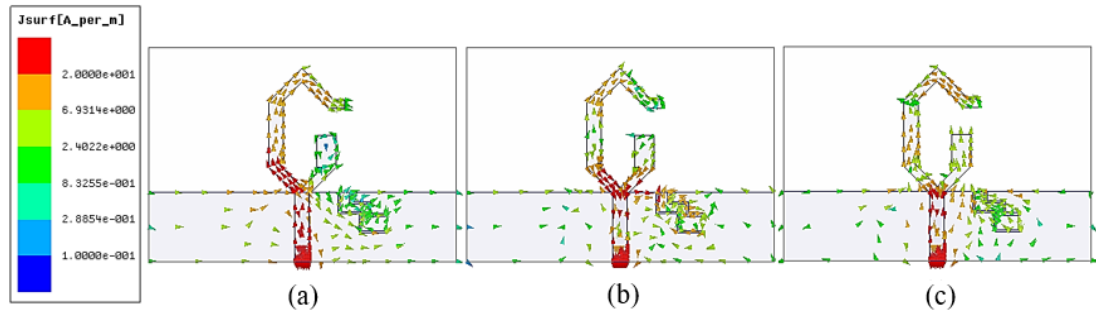 Jsurf[A_per_m]
2.0000e+001
6.9314e+000
2.4022e+000
8.3255e-001
2.8854e-001
1.0000e-001
(a) (b) (c)